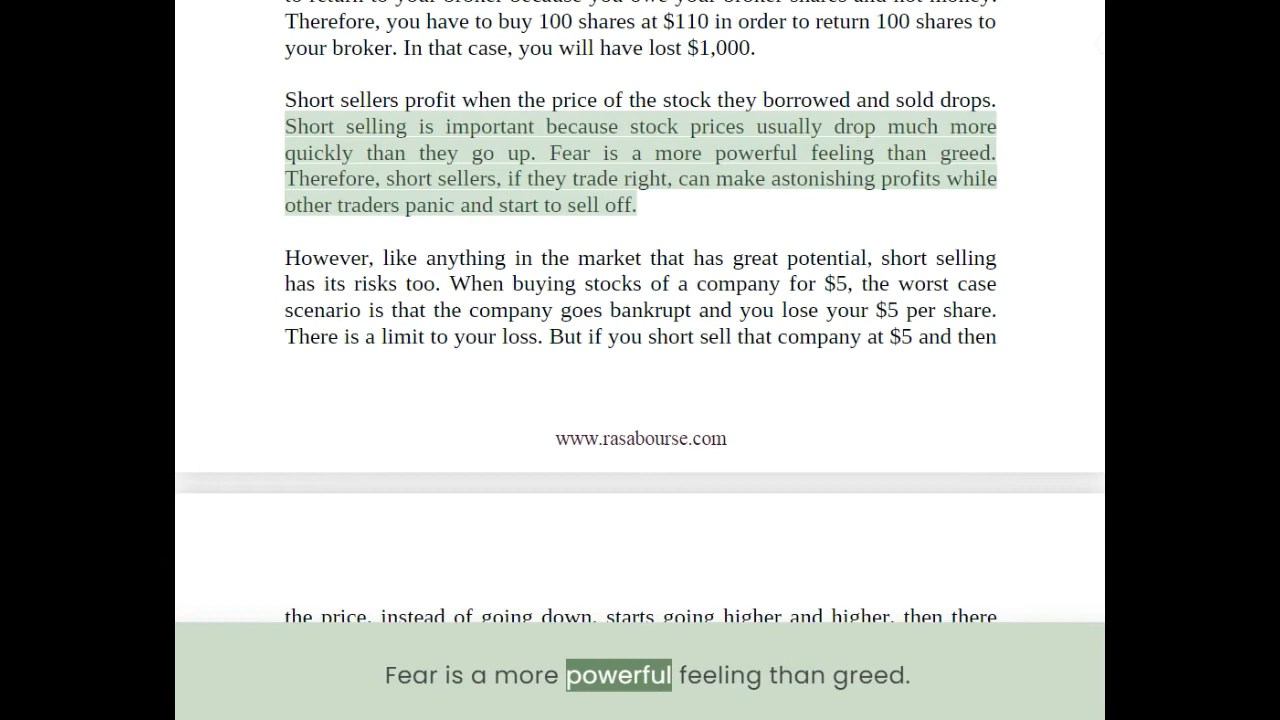 Therefore, you have to buy 100 shares at $110 in order to return 100 shares to
your broker. In that case, you will have lost $1,000.
Short sellers profit when the price of the stock they borrowed and sold drops.
Short selling is important because stock prices usually drop much more
quickly than they go up. Fear is a more powerful feeling than greed.
Therefore, short sellers, if they trade right, can make astonishing profits while
other traders panic and start to sell off.
However, like anything in the market that has great potential, short selling
has its risks too. When buying stocks of a company for $5, the worst case
scenario is that the company goes bankrupt and you lose your $5 per share.
There is a limit to your loss. But if you short sell that company at $5 and then
www.rasabourse.com
the price, instead of going down, starts going higher and higher, then there
Fear is a more powerful feeling than greed.